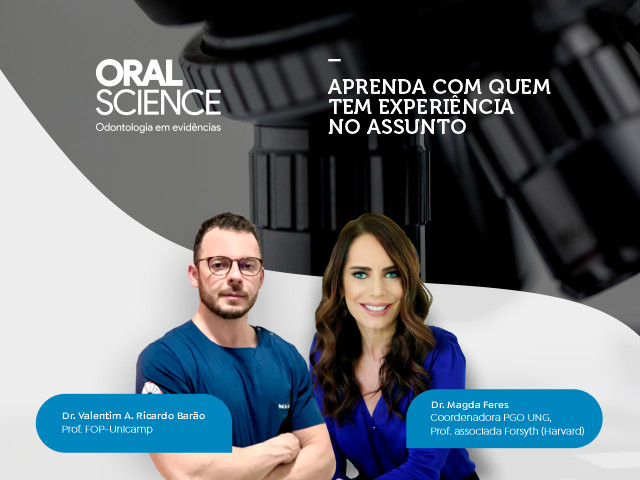 ORAL
SCIENCE
Odontologia em evidências
APRENDA COM QUEM
TEM EXPERIÊNCIA
NO ASSUNTO
Dr. Valentim A. Ricardo Barão
Prof. FOP-Unicamp
Dr. Magda Feres
Coordenadora PGO UNG,
Prof. associada Forsyth (Harvard)